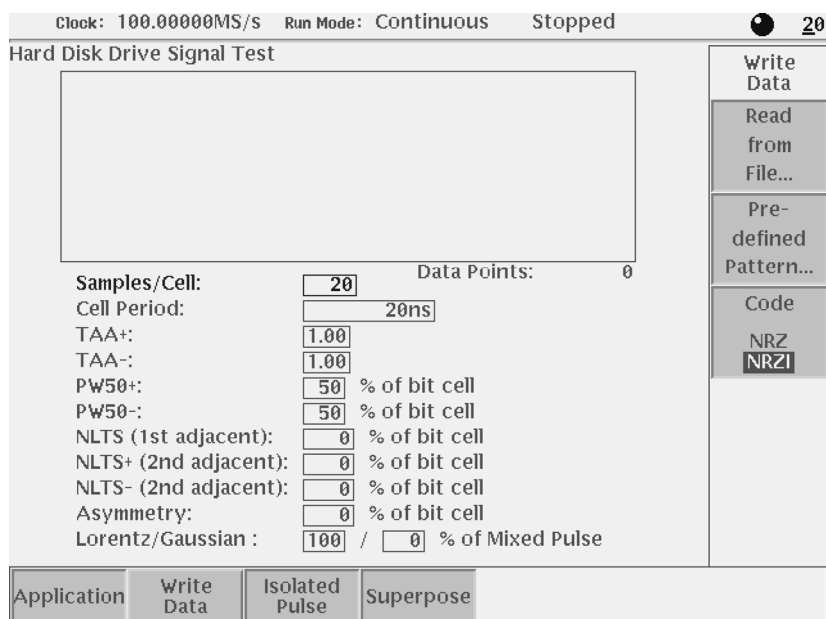 Clock: 100.00000MS/s Run Mode: Continuous Stopped 20
Hard Disk Drive Signal Test
Data Points: 0
Samples/Cell: 20
Cell Period: 20ns
TAA+: 1.00
TAA-: 1.00
PW50+: 50 % of bit cell
PW50-: 50 % of bit cell
NLTS (1st adjacent): 0 % of bit cell
NLTS+ (2nd adjacent): 0 % of bit cell
NLTS- (2nd adjacent): 0 % of bit cell
Asymmetry: 0 % of bit cell
Lorentz/Gaussian : 100 / 0 % of Mixed Pulse
Write
Data
Read
from
File...
Pre-
defined
Pattern...
Code
NRZ
NRZI
Application
Write
Data
Isolated
Pulse
Superpose